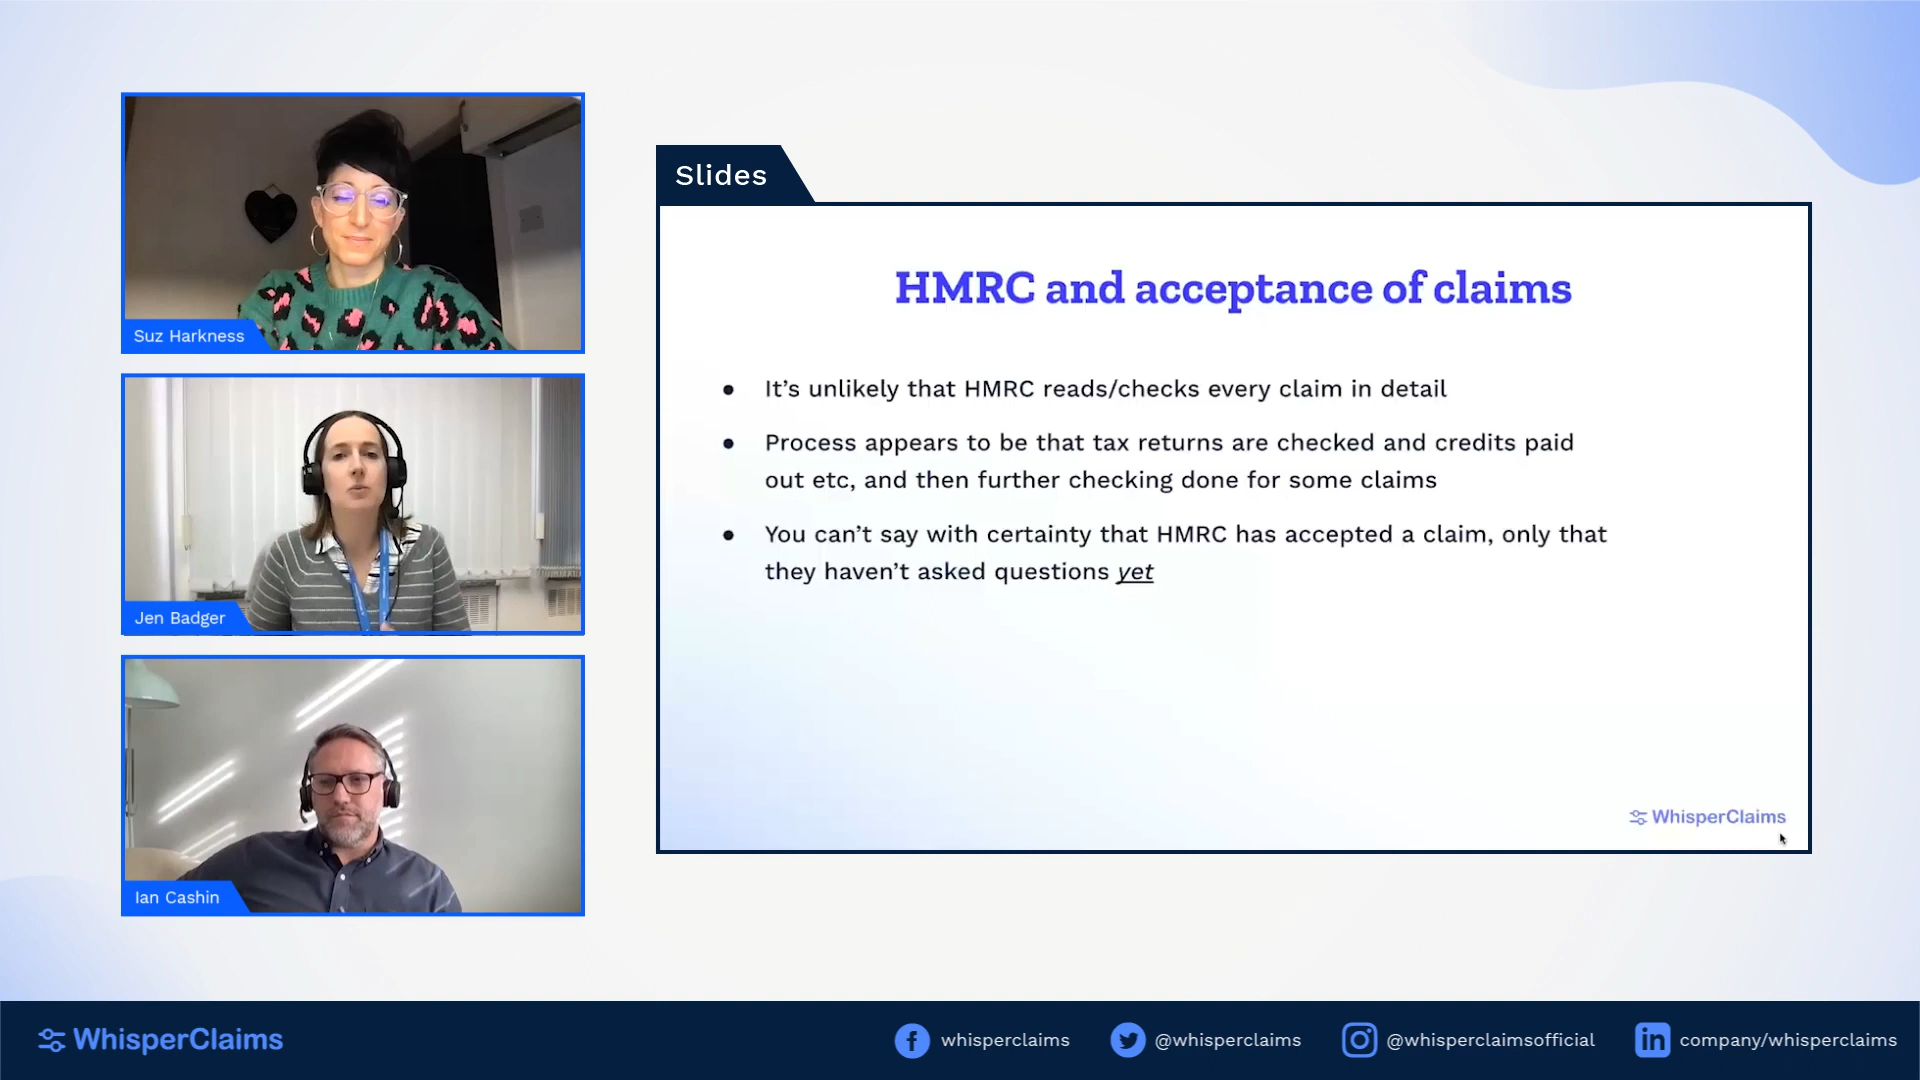 Suz Harkness
Jen Badger
Ian Cashin
Slides
HMRC and acceptance of claims
● It’s unlikely that HMRC reads/checks every claim in detail
● Process appears to be that tax returns are checked and credits paid
out etc, and then further checking done for some claims
● You can’t say with certainty that HMRC has accepted a claim, only that
they haven’t asked questions yet
WhisperClaims
WhisperClaims
whisperclaims
@whisperclaims
@whisperclaimsofficial
company/whisperclaims